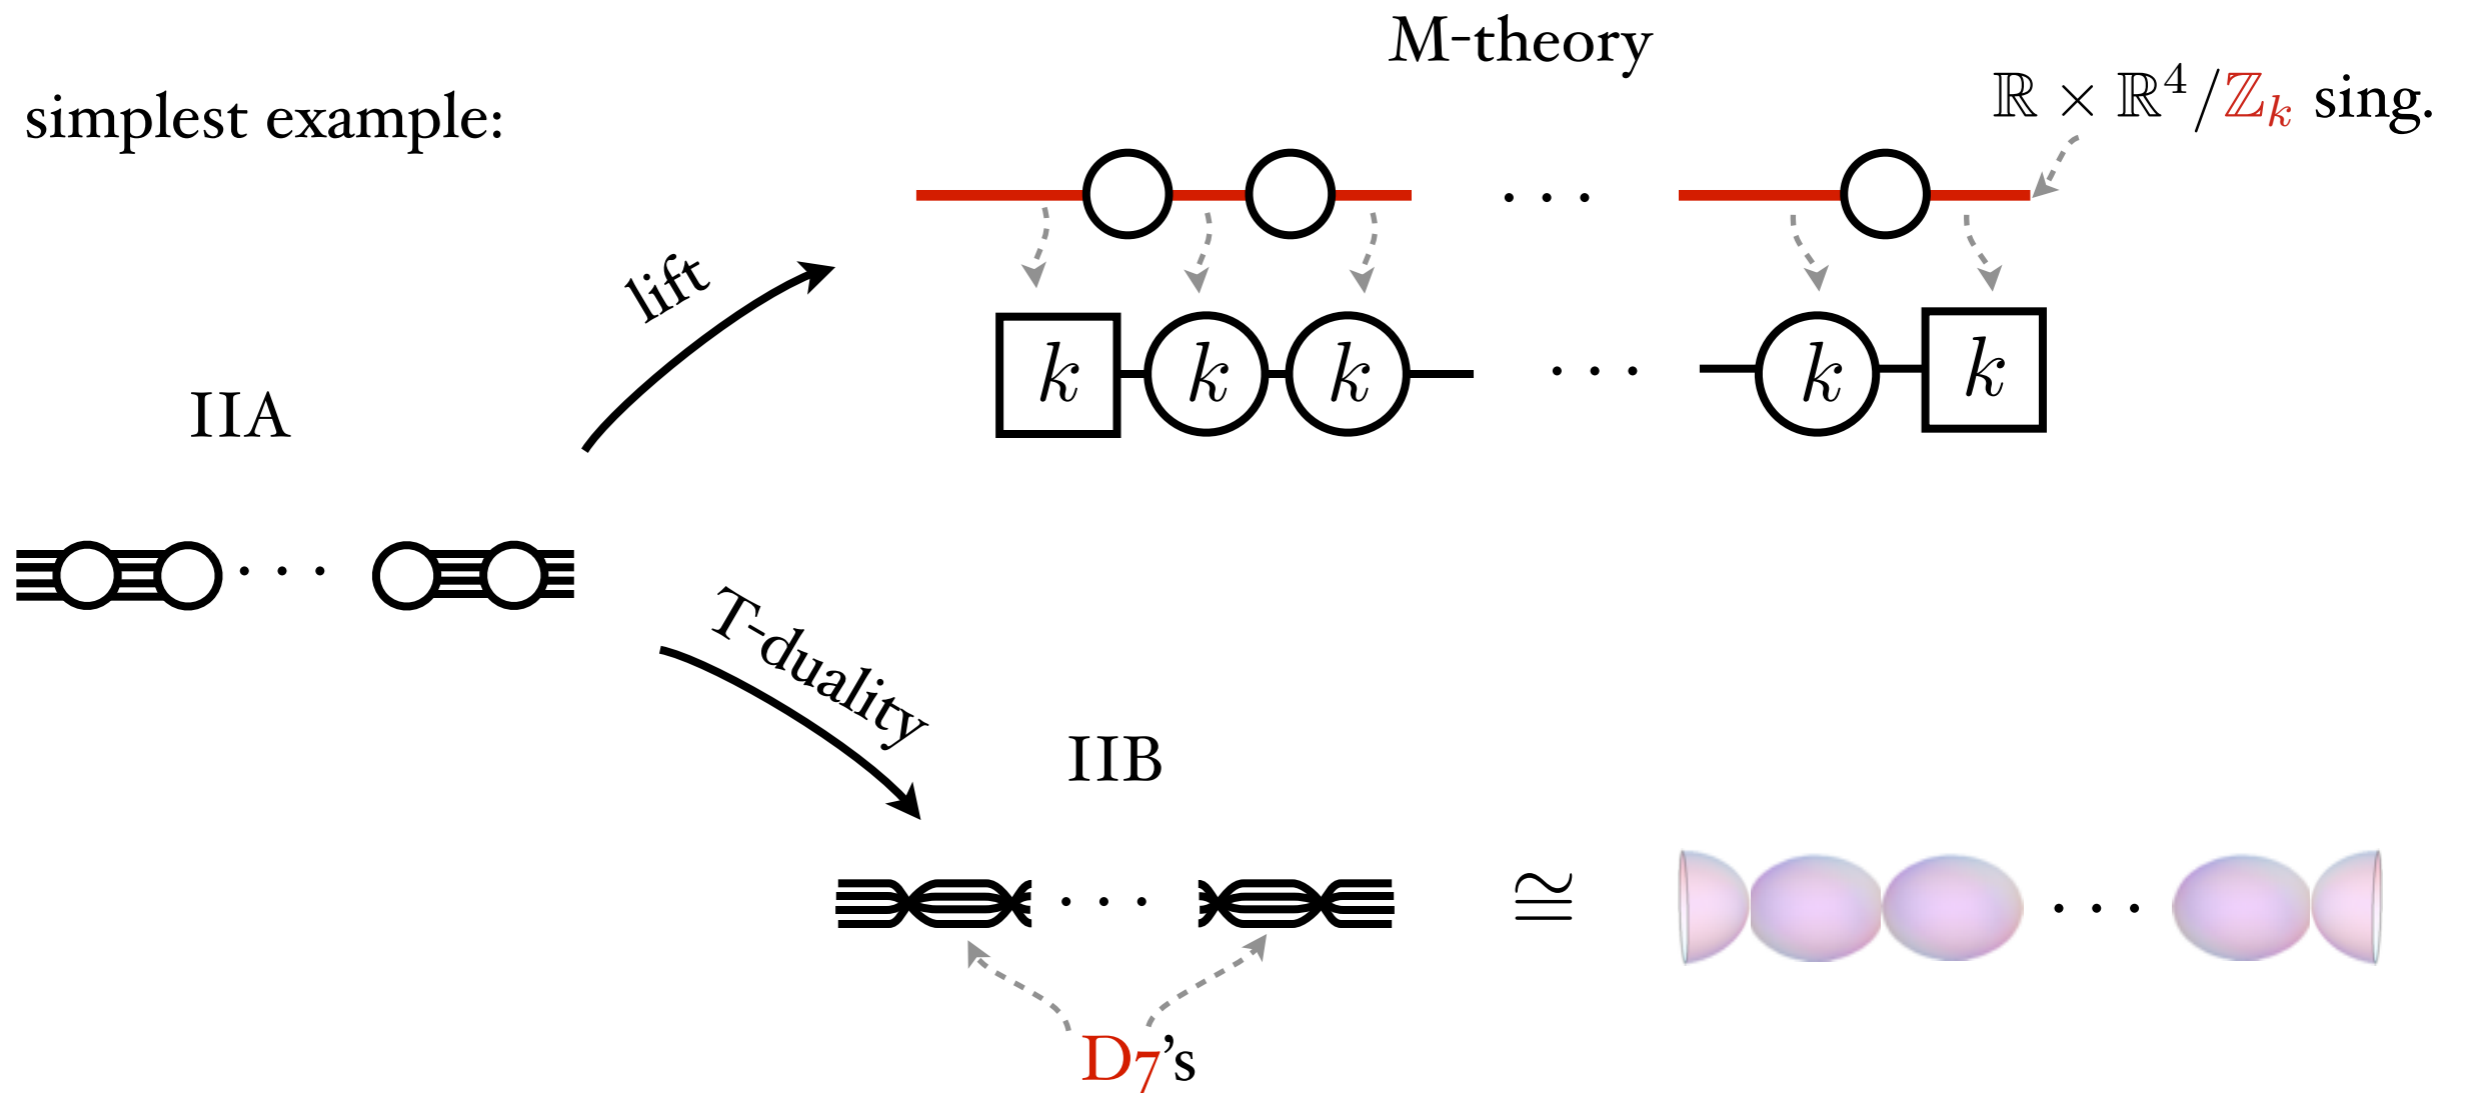 M-theory
simplest example:
ℝ × ℝ⁴/ℤₖ sing.
· · ·
lift
k k k · · · k k
IIA
· · ·
T-duality
IIB
· · · ≅ · · ·
D7's